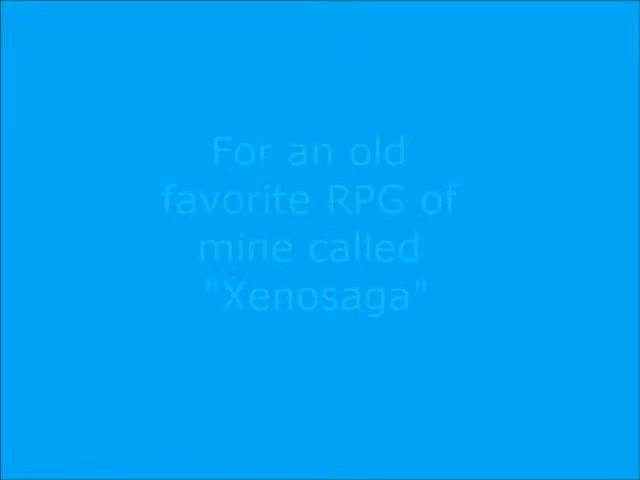 For an old
favorite RPG of
mine called
"Xenosaga"